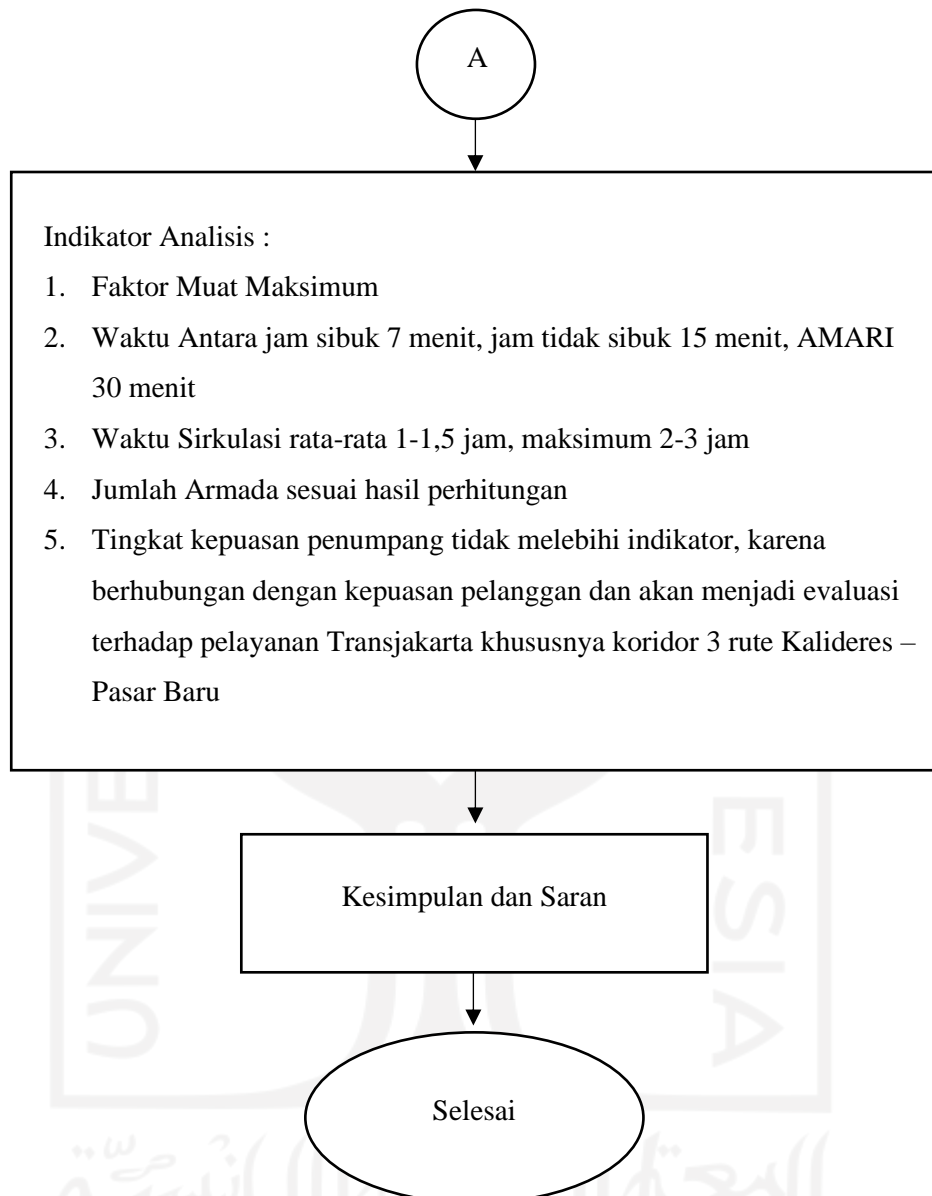 A
Indikator Analisis :
1. Faktor Muat Maksimum
2. Waktu Antara jam sibuk 7 menit, jam tidak sibuk 15 menit, AMARI
30 menit
3. Waktu Sirkulasi rata-rata 1-1,5 jam, maksimum 2-3 jam
4. Jumlah Armada sesuai hasil perhitungan
5. Tingkat kepuasan penumpang tidak melebihi indikator, karena
berhubungan dengan kepuasan pelanggan dan akan menjadi evaluasi
terhadap pelayanan Transjakarta khususnya koridor 3 rute Kalideres –
Pasar Baru
Kesimpulan dan Saran
Selesai